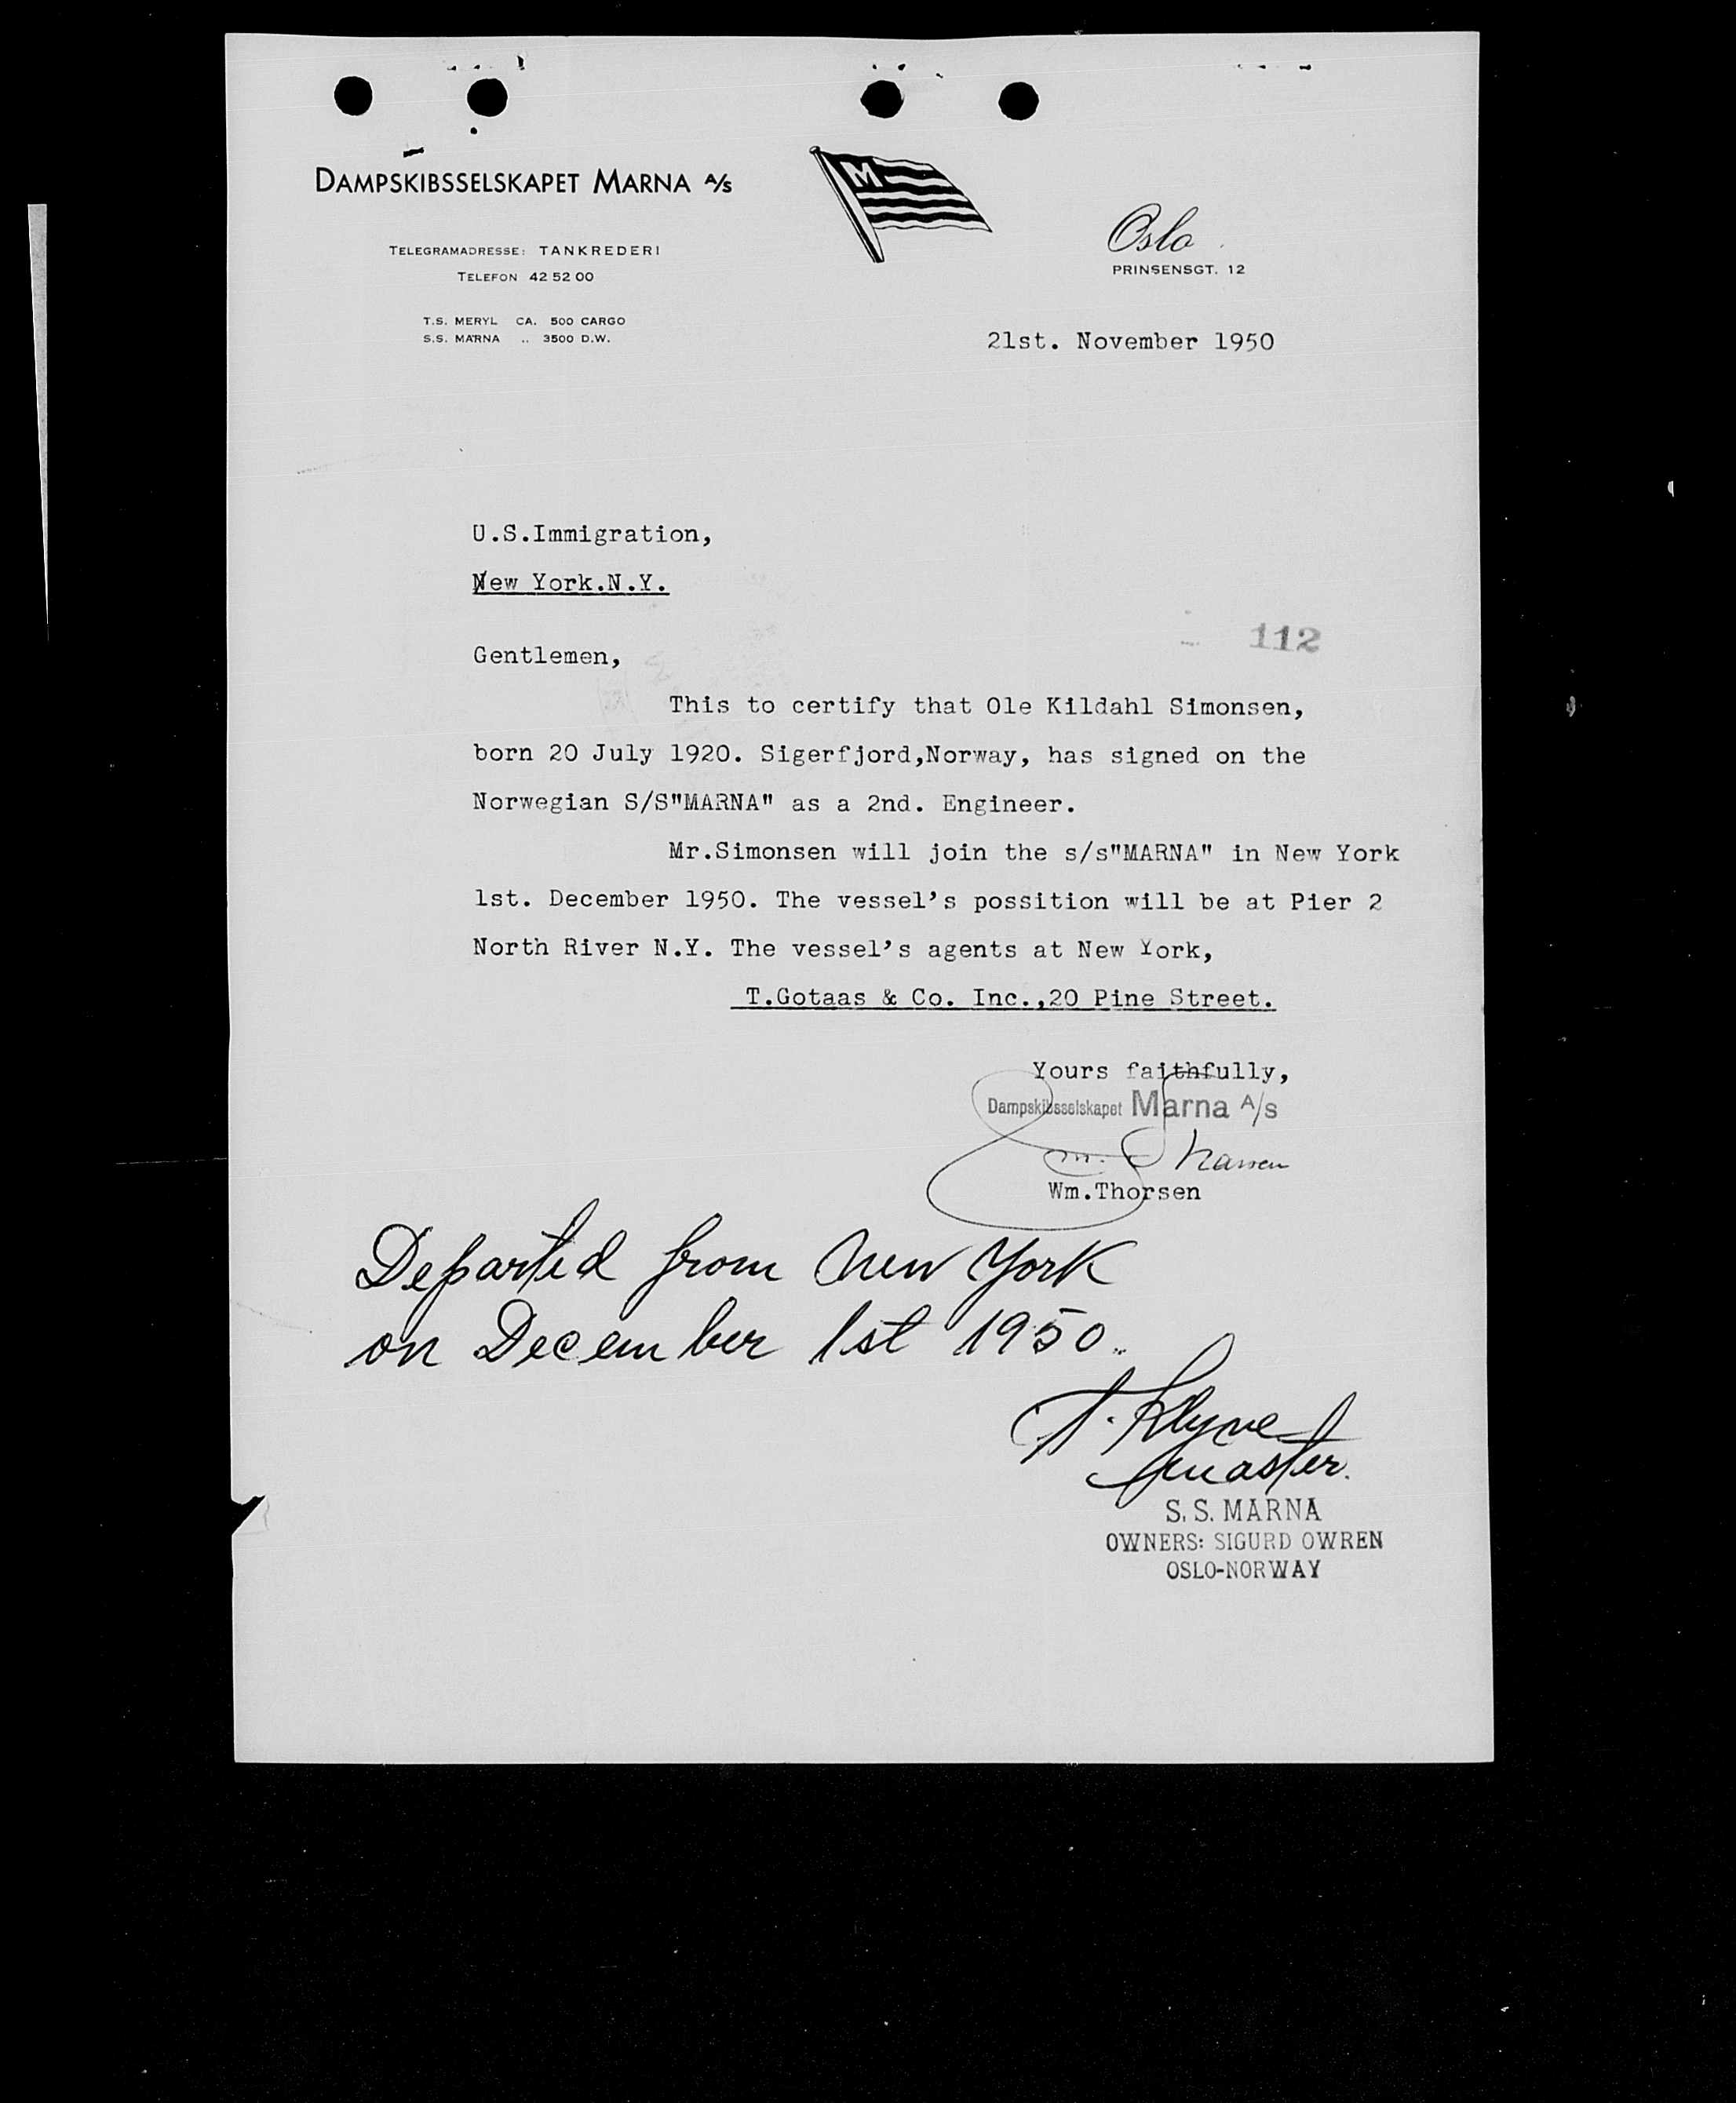 DAMPSKIBSSELSKAPET MARNA A/S
M
TELEGRAMADRESSE: TANKREDERI
TELEFON 42 52 00
T.S. MERYL CA. 500 CARGO
S.S. MARNA .. 3500 D.W.
Oslo
PRINSENSGT. 12
21st. November 1950
U.S.Immigration,
New York.N.Y.
112
Gentlemen,
This to certify that Ole Kildahl Simonsen,
born 20 July 1920. Sigerfjord,Norway, has signed on the
Norwegian S/S"MARNA" as a 2nd. Engineer.
Mr.Simonsen will join the s/s"MARNA" in New York
1st. December 1950. The vessel's possition will be at Pier 2
North River N.Y. The vessel's agents at New York,
T.Gotaas & Co. Inc.,20 Pine Street.
Yours faithfully,
Dampskibsselskapet Marna A/s
Wm.Thorsen
Departed from New York
on December 1st 1950.
master.
S. S. MARNA
OWNERS: SIGURD OWREN
OSLO-NORWAY